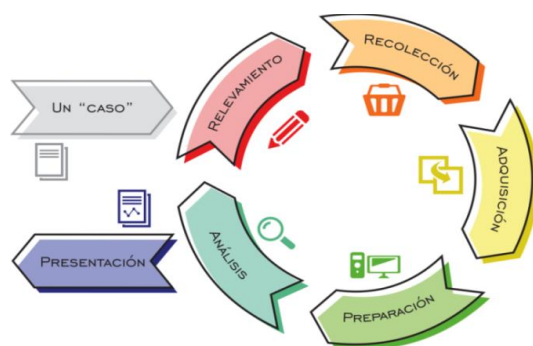 UN "CASO"
RELEVAMIENTO
RECOLECCIÓN
ADQUISICIÓN
PREPARACIÓN
ANÁLISIS
PRESENTACIÓN